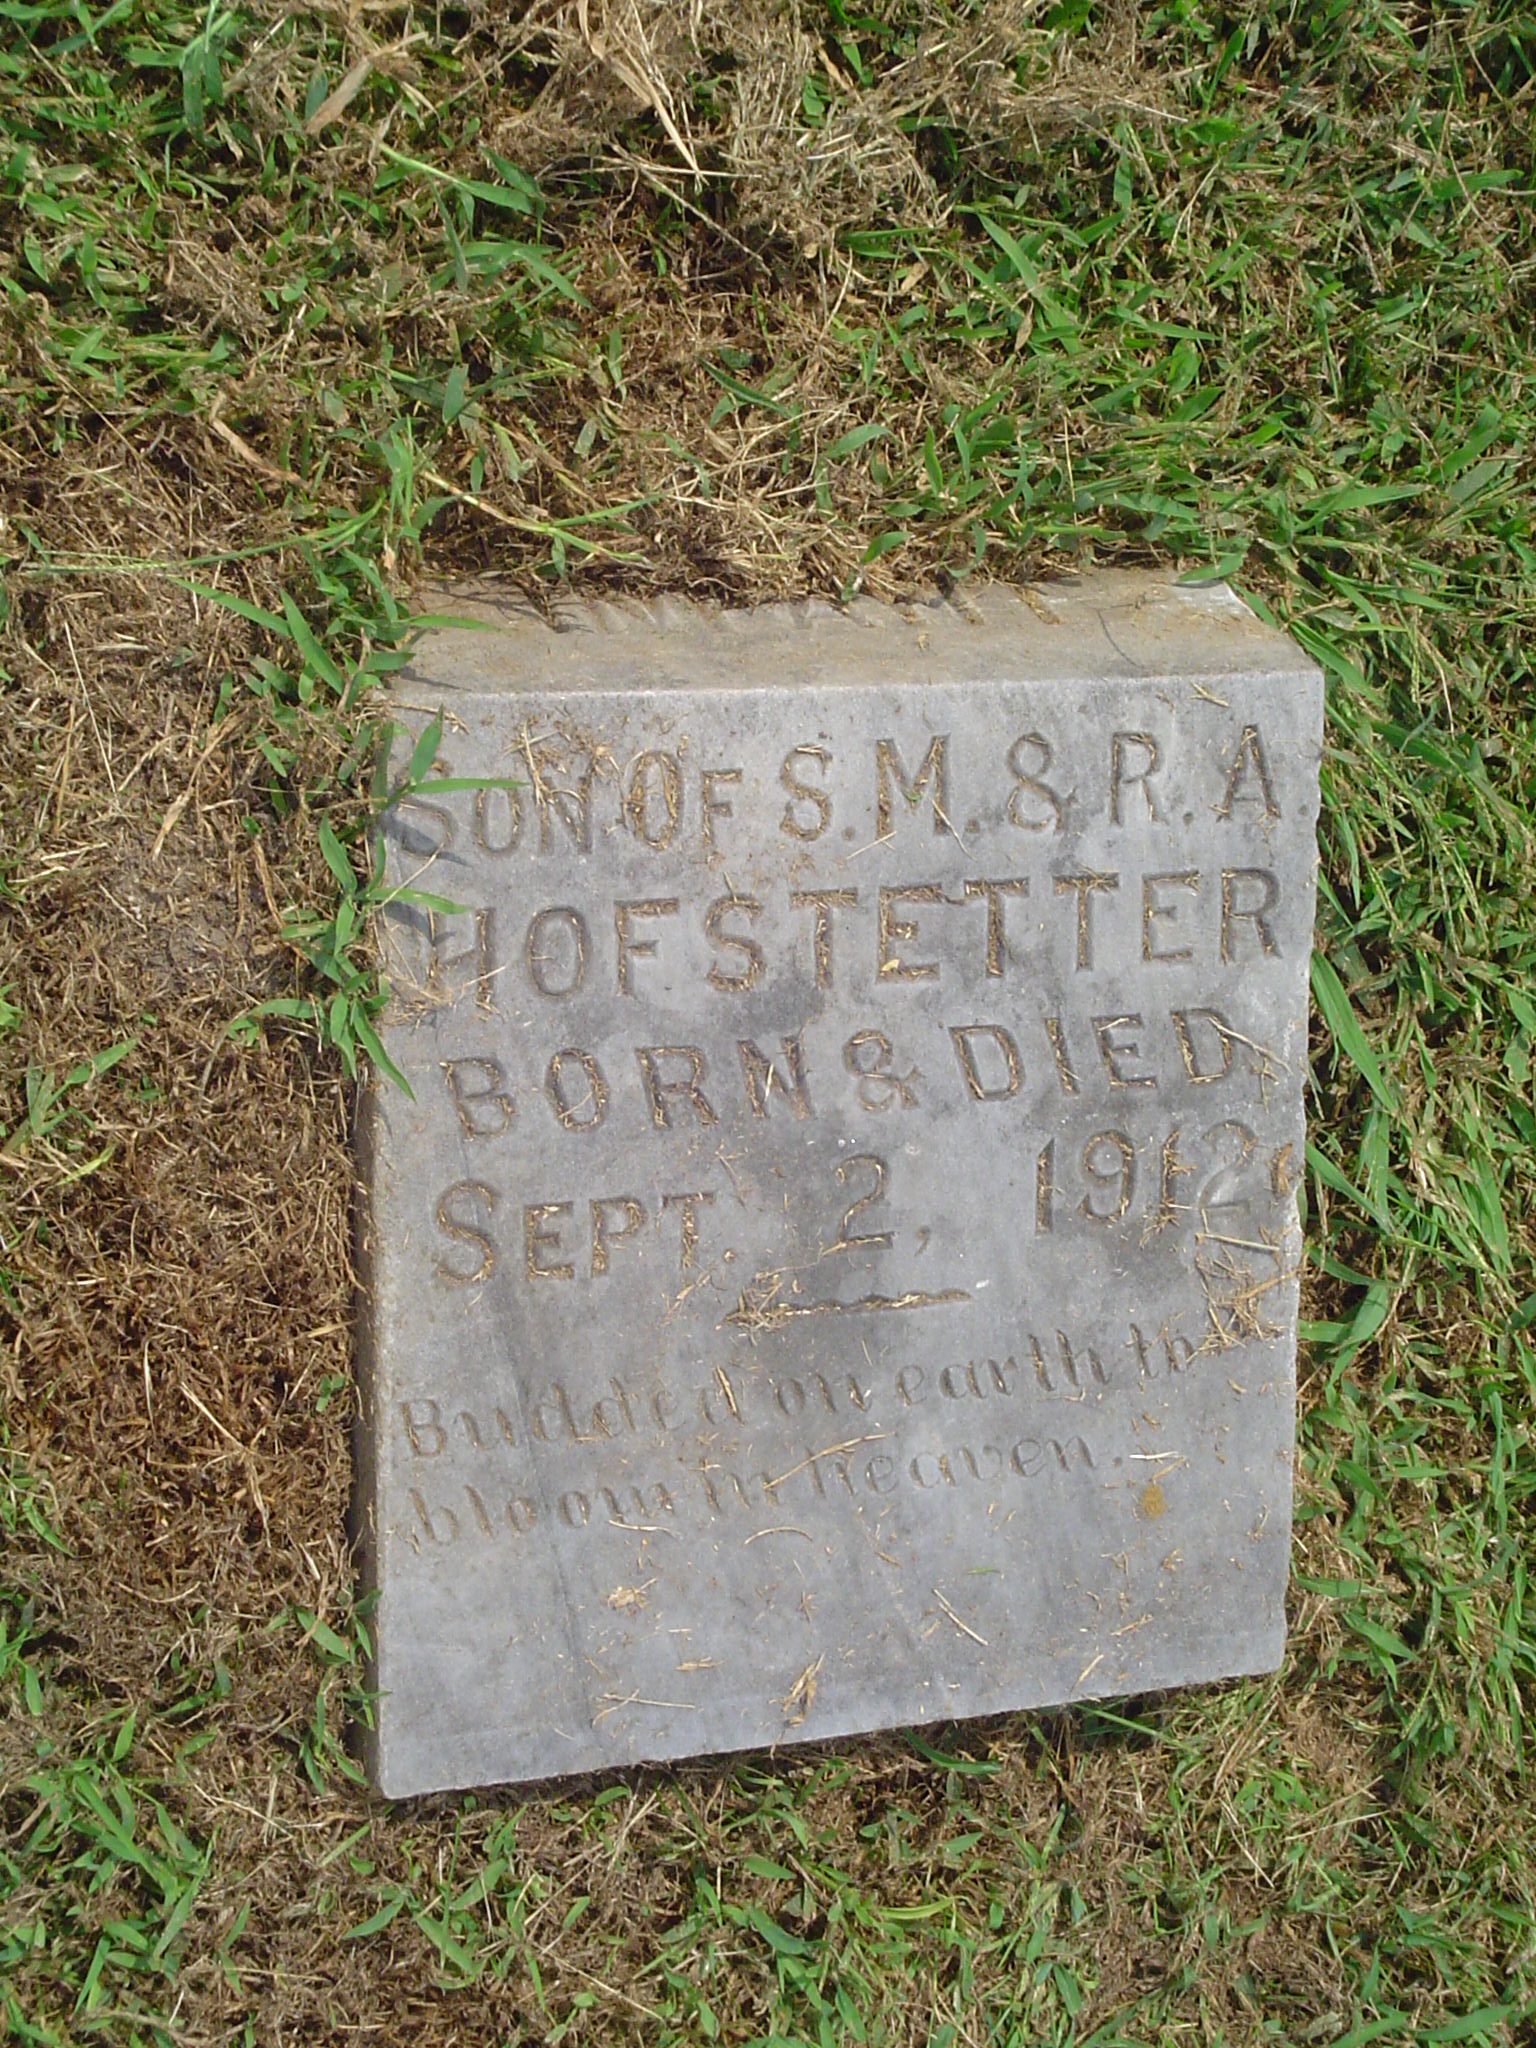 SON OF S. M. & R. A.
HOFSTETTER
BORN & DIED
SEPT. 2, 1912
Budded on earth to
bloom in heaven.